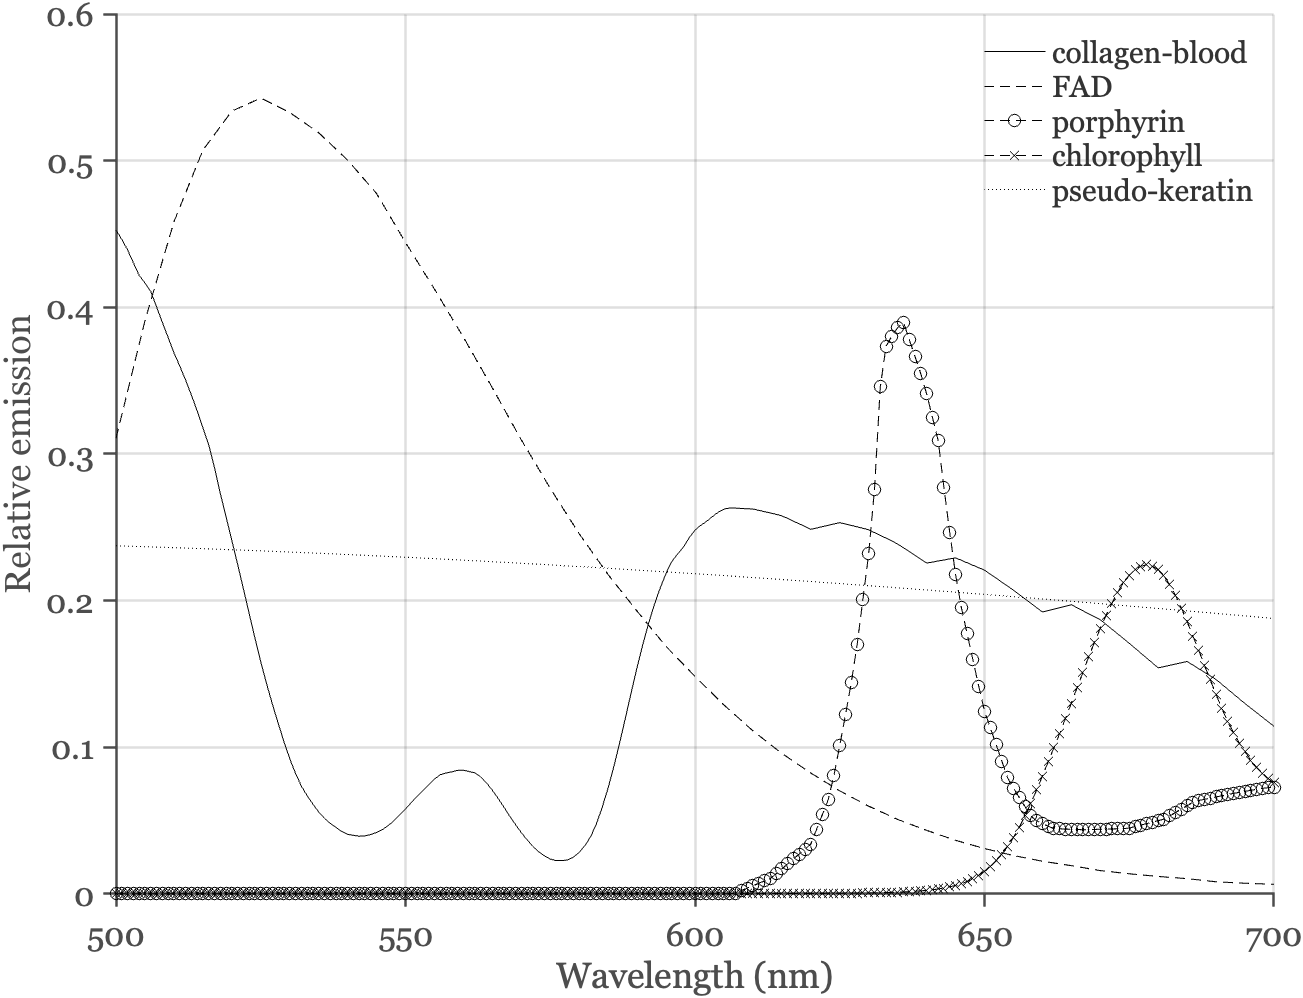 0.6
0.5
0.4
0.3
0.2
0.1
0
Relative emission
collagen-blood
FAD
porphyrin
chlorophyll
pseudo-keratin
500 550 600 650 700
Wavelength (nm)